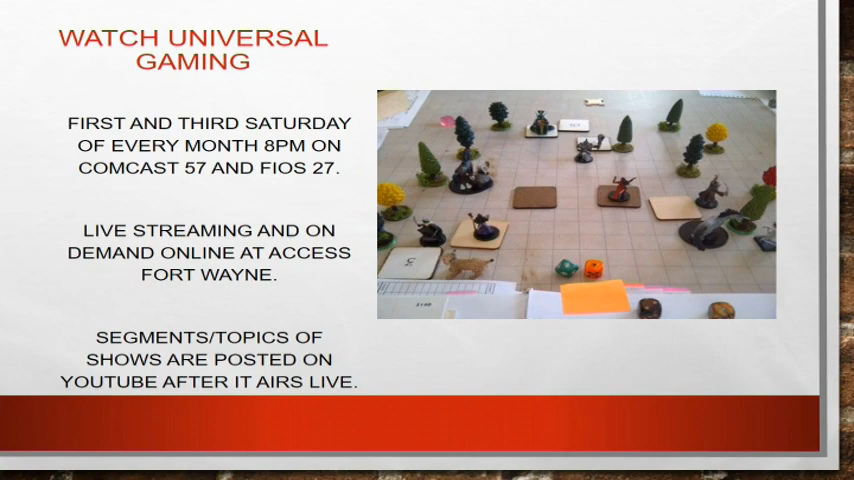 WATCH UNIVERSAL
GAMING
FIRST AND THIRD SATURDAY
OF EVERY MONTH 8PM ON
COMCAST 57 AND FIOS 27.
LIVE STREAMING AND ON
DEMAND ONLINE AT ACCESS
FORT WAYNE.
SEGMENTS/TOPICS OF
SHOWS ARE POSTED ON
YOUTUBE AFTER IT AIRS LIVE.